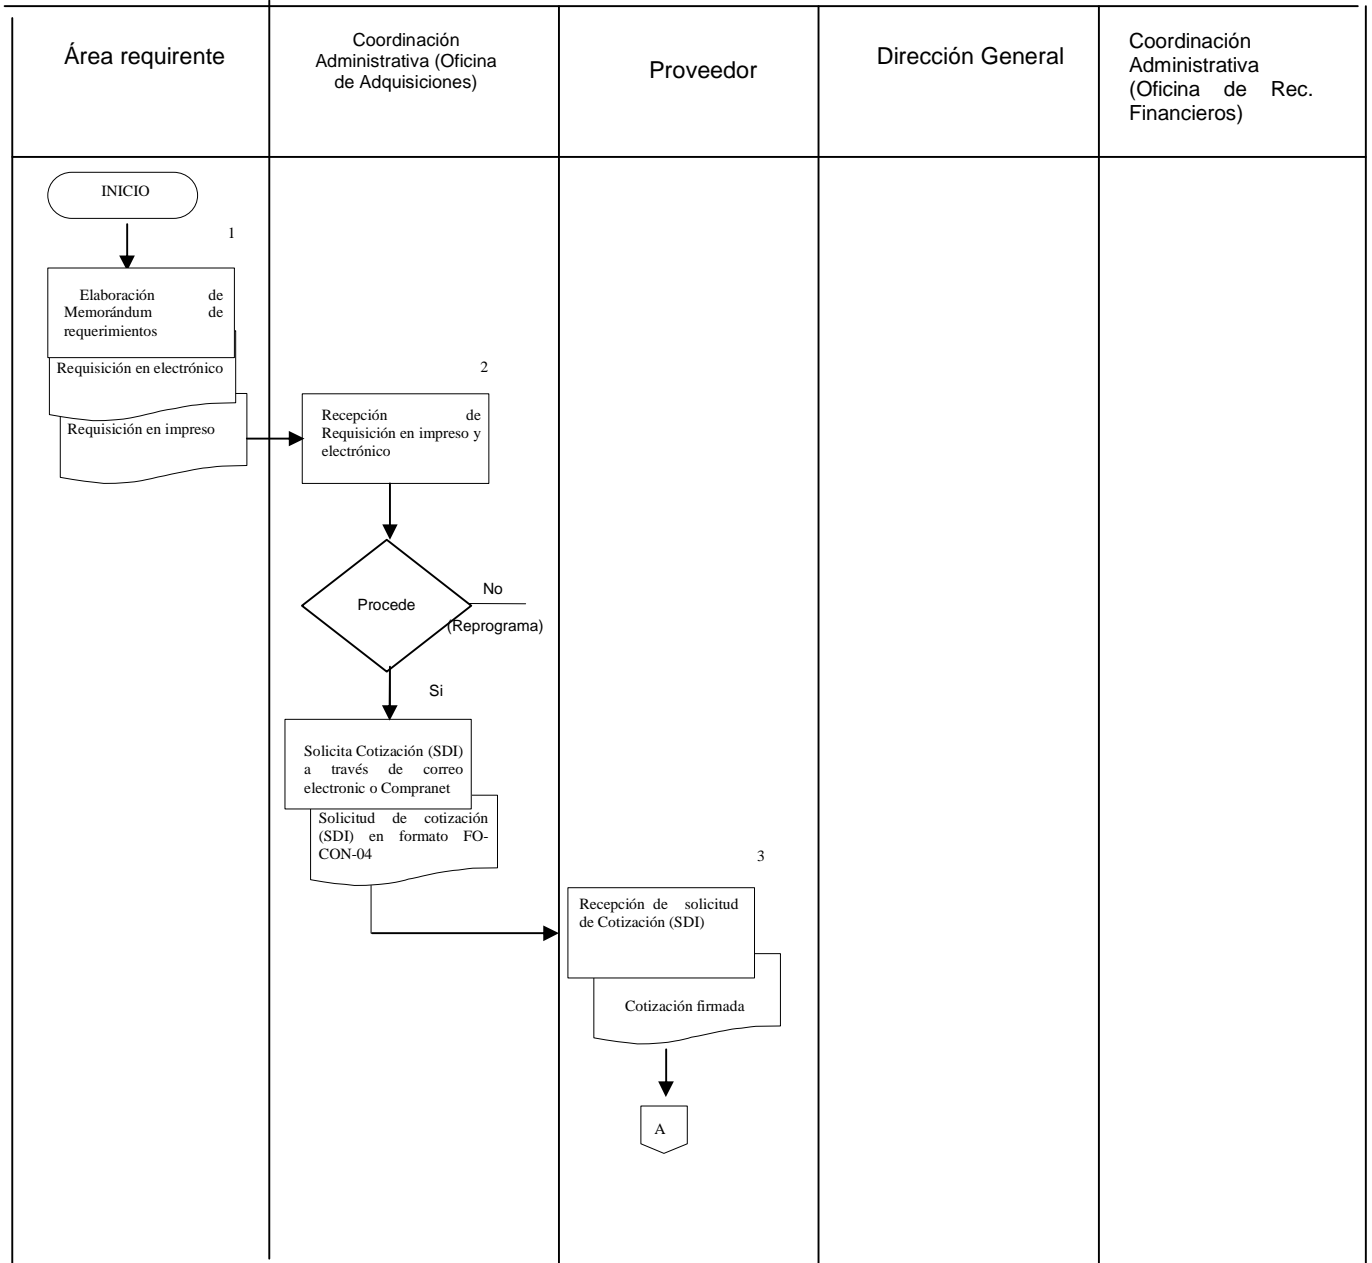 Área requirente
Coordinación
Administrativa (Oficina
de Adquisiciones)
Proveedor
Dirección General
Coordinación
Administrativa
(Oficina de Rec.
Financieros)
INICIO
1
Elaboración de
Memorándum de
requerimientos
Requisición en electrónico
Requisición en impreso
2
Recepción de
Requisición en impreso y
electrónico
Procede
No
(Reprograma)
Si
Solicita Cotización (SDI)
a través de correo
electronic o Compranet
Solicitud de cotización
(SDI) en formato FO-
CON-04
3
Recepción de solicitud
de Cotización (SDI)
Cotización firmada
A